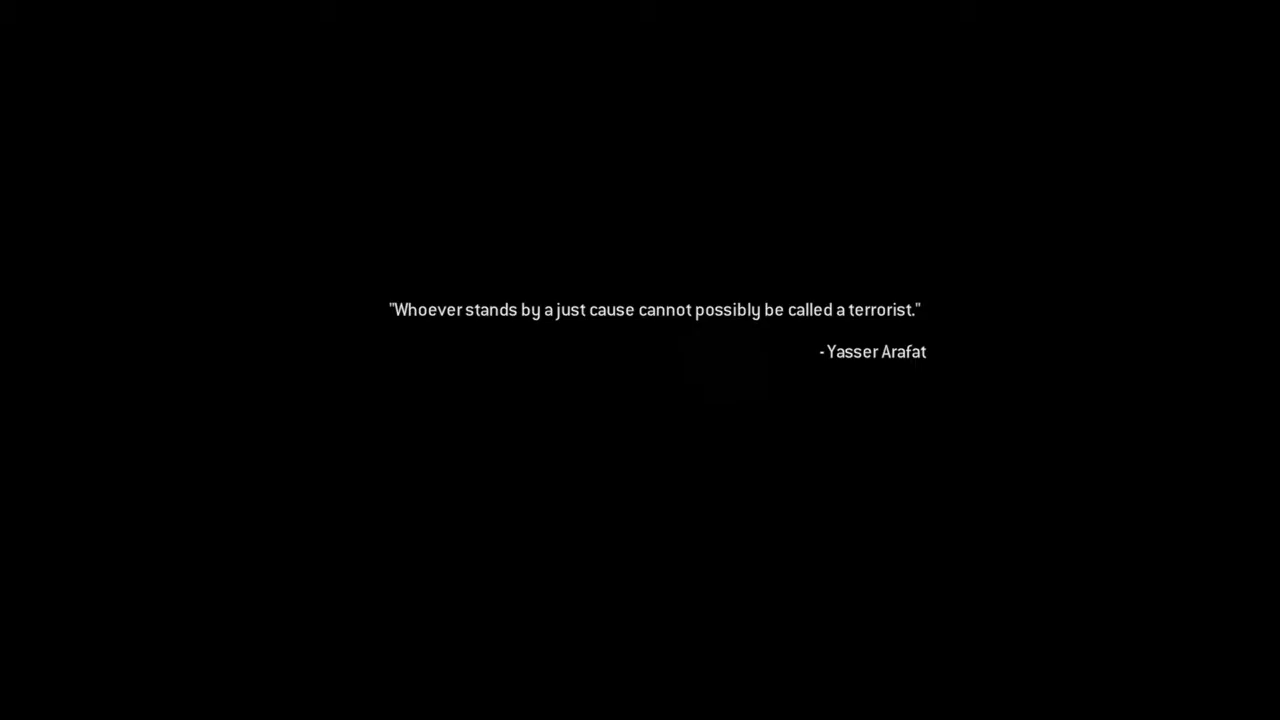 "Whoever stands by a just cause cannot possibly be called a terrorist."
- Yasser Arafat